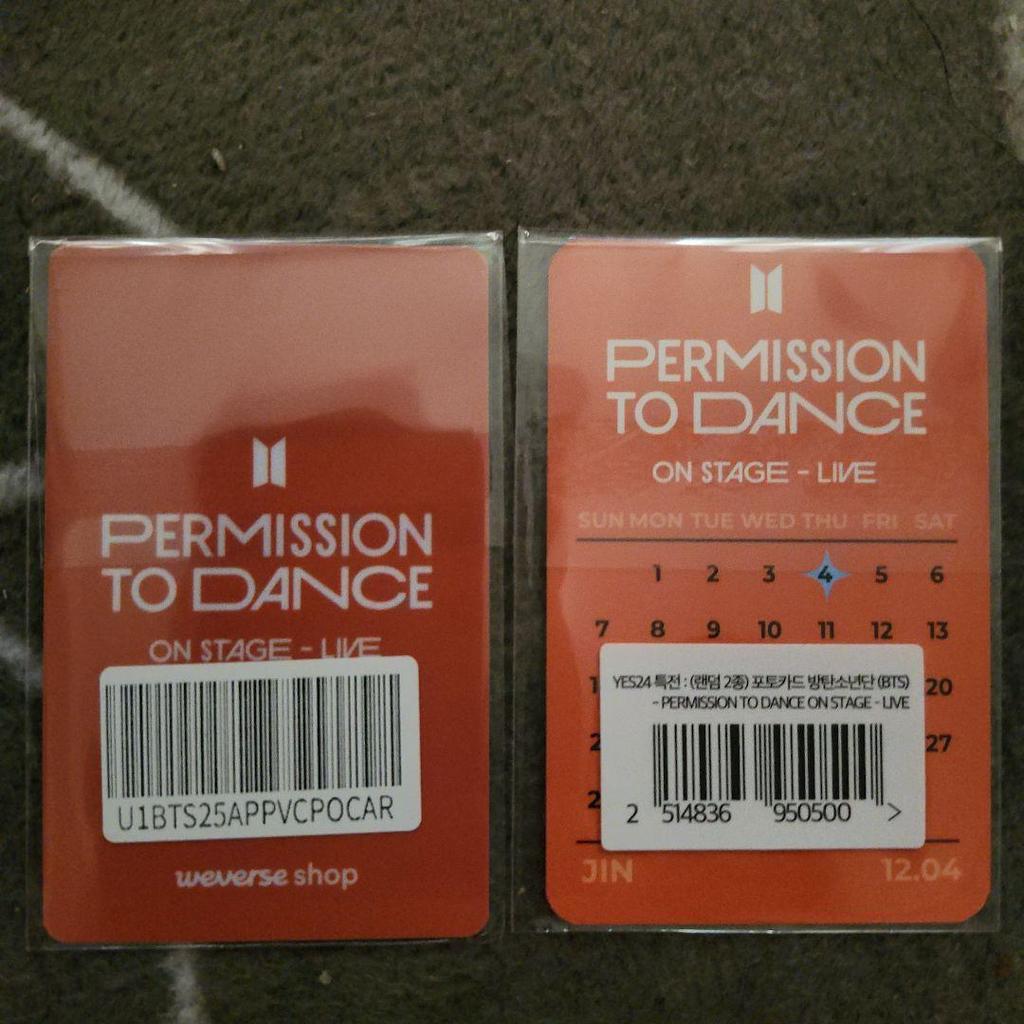 PERMISSION
TO DANCE
ON STAGE - LIVE
U1BTS25APPVCPOCAR
weverse shop
PERMISSION
TO DANCE
ON STAGE - LIVE
SUN MON TUE WED THU FRI SAT
1 2 3 4 5 6
7 8 9 10 11 12 13
20
27
YES24 특전 : (랜덤 2종) 포토카드 방탄소년단 (BTS)
- PERMISSION TO DANCE ON STAGE - LIVE
2 514836 950500 >
JIN 12.04